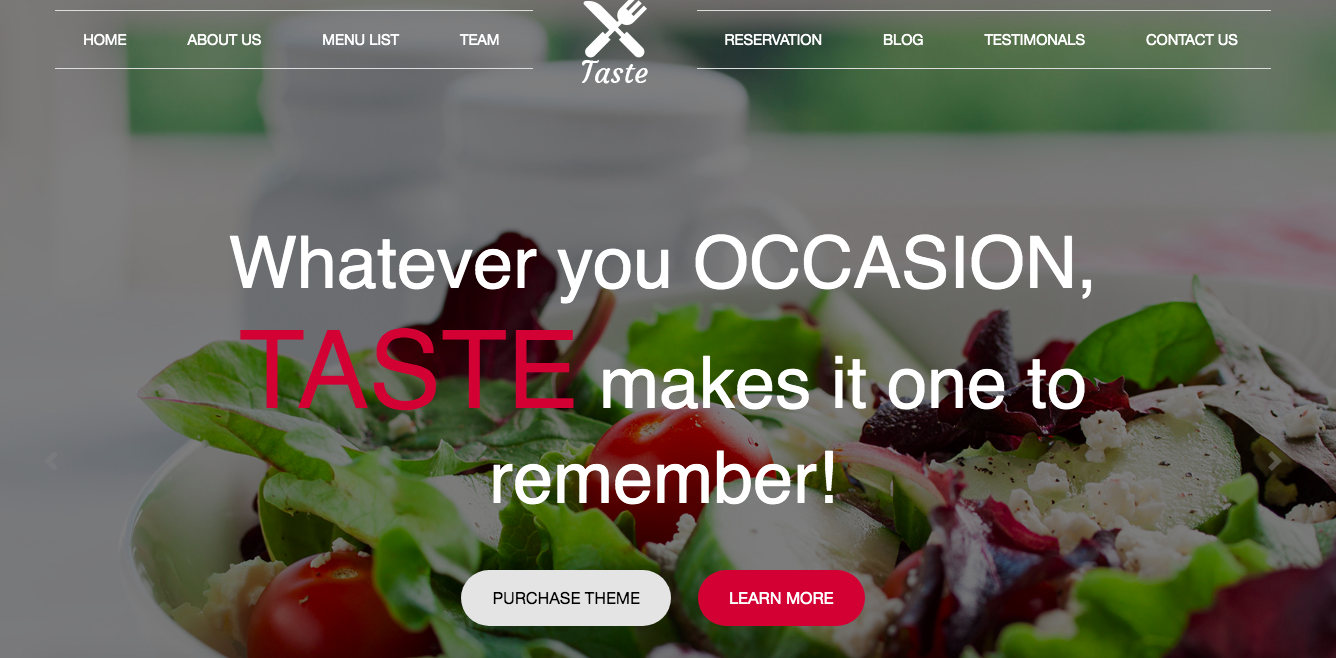 HOME ABOUT US MENU LIST TEAM Taste RESERVATION BLOG TESTIMONALS CONTACT US
Whatever you OCCASION,
TASTE makes it one to
remember!
PURCHASE THEME LEARN MORE